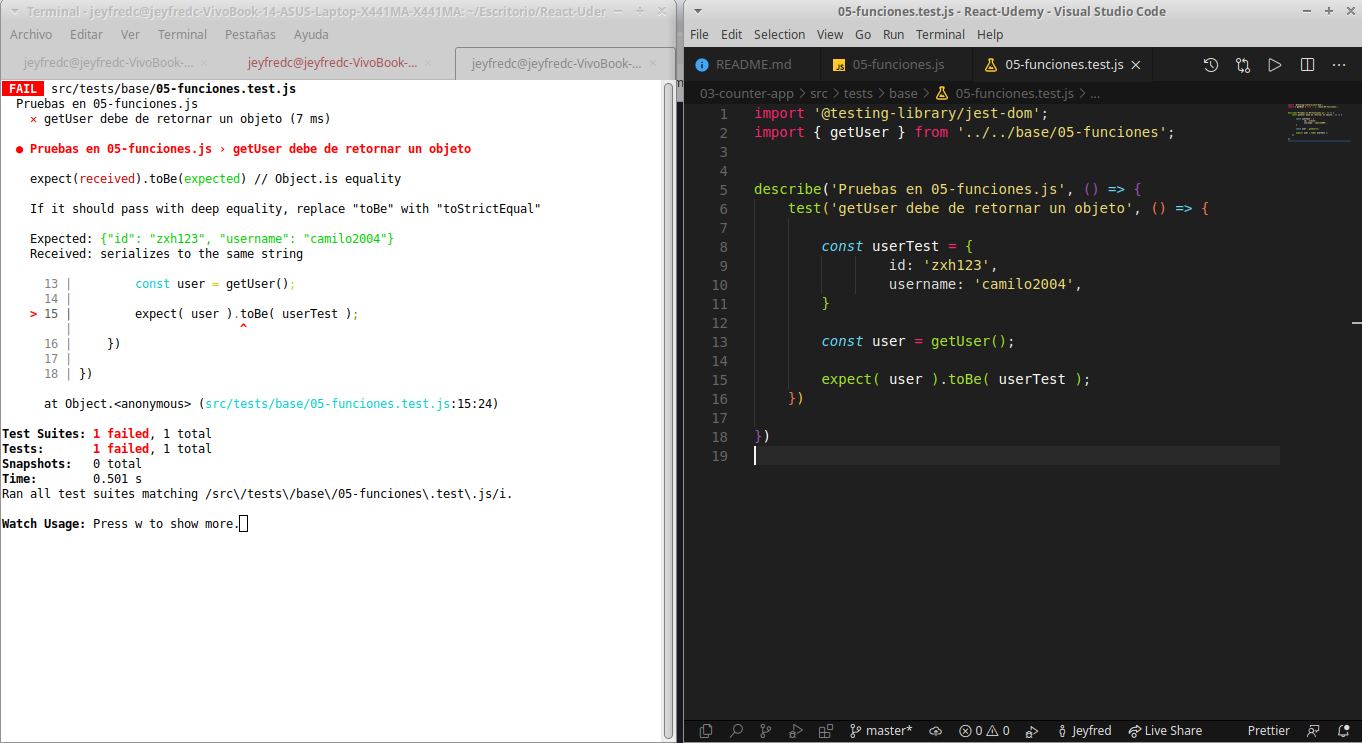 Terminal - jeyfredc@jeyfredc-VivoBook-14-ASUS-Laptop-X441MA-X441MA: ~/Escritorio/React-Uder
Archivo Editar Ver Terminal Pestañas Ayuda
jeyfredc@jeyfredc-VivoBook-... × jeyfredc@jeyfredc-VivoBook-... × jeyfredc@jeyfredc-VivoBook-... ×
FAIL src/tests/base/05-funciones.test.js
Pruebas en 05-funciones.js
✕ getUser debe de retornar un objeto (7 ms)
● Pruebas en 05-funciones.js › getUser debe de retornar un objeto
expect(received).toBe(expected) // Object.is equality
If it should pass with deep equality, replace "toBe" with "toStrictEqual"
Expected: {"id": "zxh123", "username": "camilo2004"}
Received: serializes to the same string
13 | const user = getUser();
14 |
> 15 | expect( user ).toBe( userTest );
| ^
16 | })
17 |
18 | })
at Object.<anonymous> (src/tests/base/05-funciones.test.js:15:24)
Test Suites: 1 failed, 1 total
Tests: 1 failed, 1 total
Snapshots: 0 total
Time: 0.501 s
Ran all test suites matching /src\/tests\/base\/05-funciones\.test\.js/i.
Watch Usage: Press w to show more.
05-funciones.test.js - React-Udemy - Visual Studio Code
File Edit Selection View Go Run Terminal Help
README.md JS 05-funciones.js 05-funciones.test.js ×
03-counter-app > src > tests > base > 05-funciones.test.js > ...
1 import '@testing-library/jest-dom';
2 import { getUser } from '../../base/05-funciones';
3
4
5 describe('Pruebas en 05-funciones.js', () => {
6 test('getUser debe de retornar un objeto', () => {
7
8 const userTest = {
9 id: 'zxh123',
10 username: 'camilo2004',
11 }
12
13 const user = getUser();
14
15 expect( user ).toBe( userTest );
16 })
17
18 })
19
master* 0 0 Jeyfred Live Share Prettier